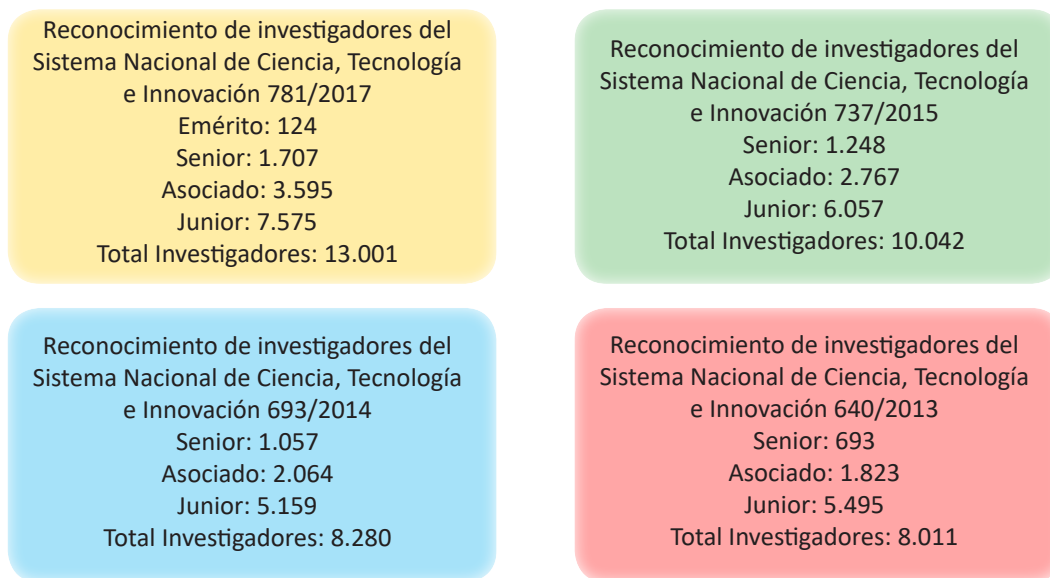 Reconocimiento de investigadores del
Sistema Nacional de Ciencia, Tecnología
e Innovación 781/2017
Emérito: 124
Senior: 1.707
Asociado: 3.595
Junior: 7.575
Total Investigadores: 13.001
Reconocimiento de investigadores del
Sistema Nacional de Ciencia, Tecnología
e Innovación 737/2015
Senior: 1.248
Asociado: 2.767
Junior: 6.057
Total Investigadores: 10.042
Reconocimiento de investigadores del
Sistema Nacional de Ciencia, Tecnología
e Innovación 693/2014
Senior: 1.057
Asociado: 2.064
Junior: 5.159
Total Investigadores: 8.280
Reconocimiento de investigadores del
Sistema Nacional de Ciencia, Tecnología
e Innovación 640/2013
Senior: 693
Asociado: 1.823
Junior: 5.495
Total Investigadores: 8.011